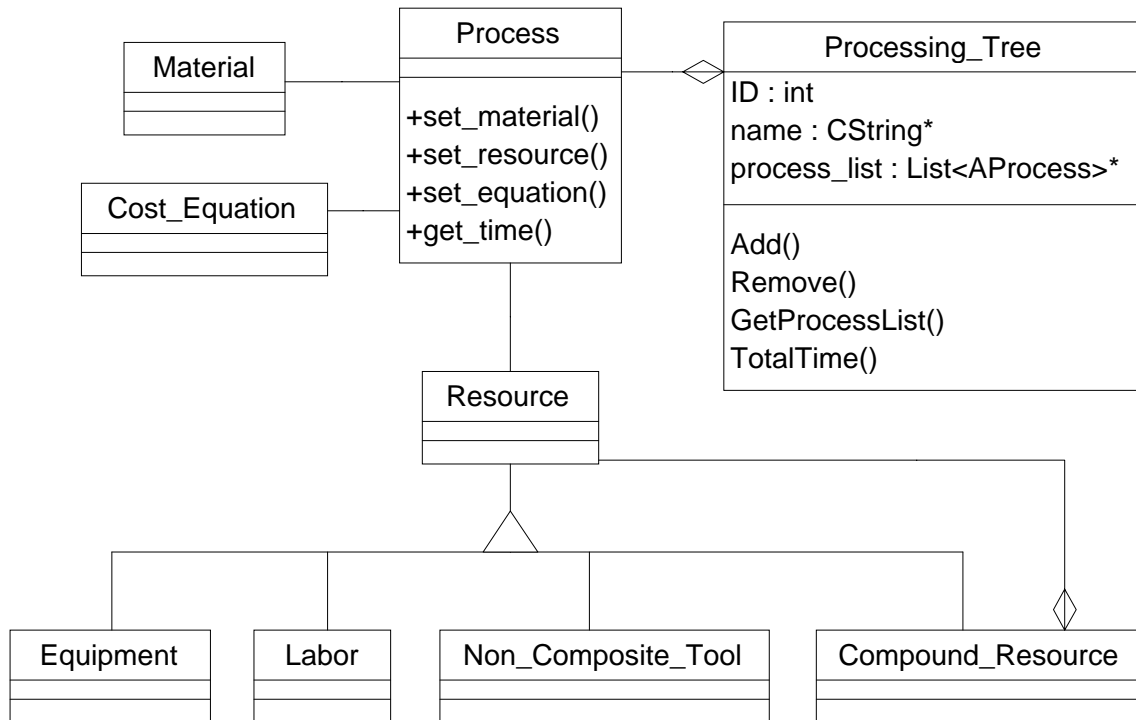 Process
+set_material()
+set_resource()
+set_equation()
+get_time()
Material
Cost_Equation
Processing_Tree
ID : int
name : CString*
process_list : List<AProcess>*
Add()
Remove()
GetProcessList()
TotalTime()
Resource
Equipment
Labor
Non_Composite_Tool
Compound_Resource